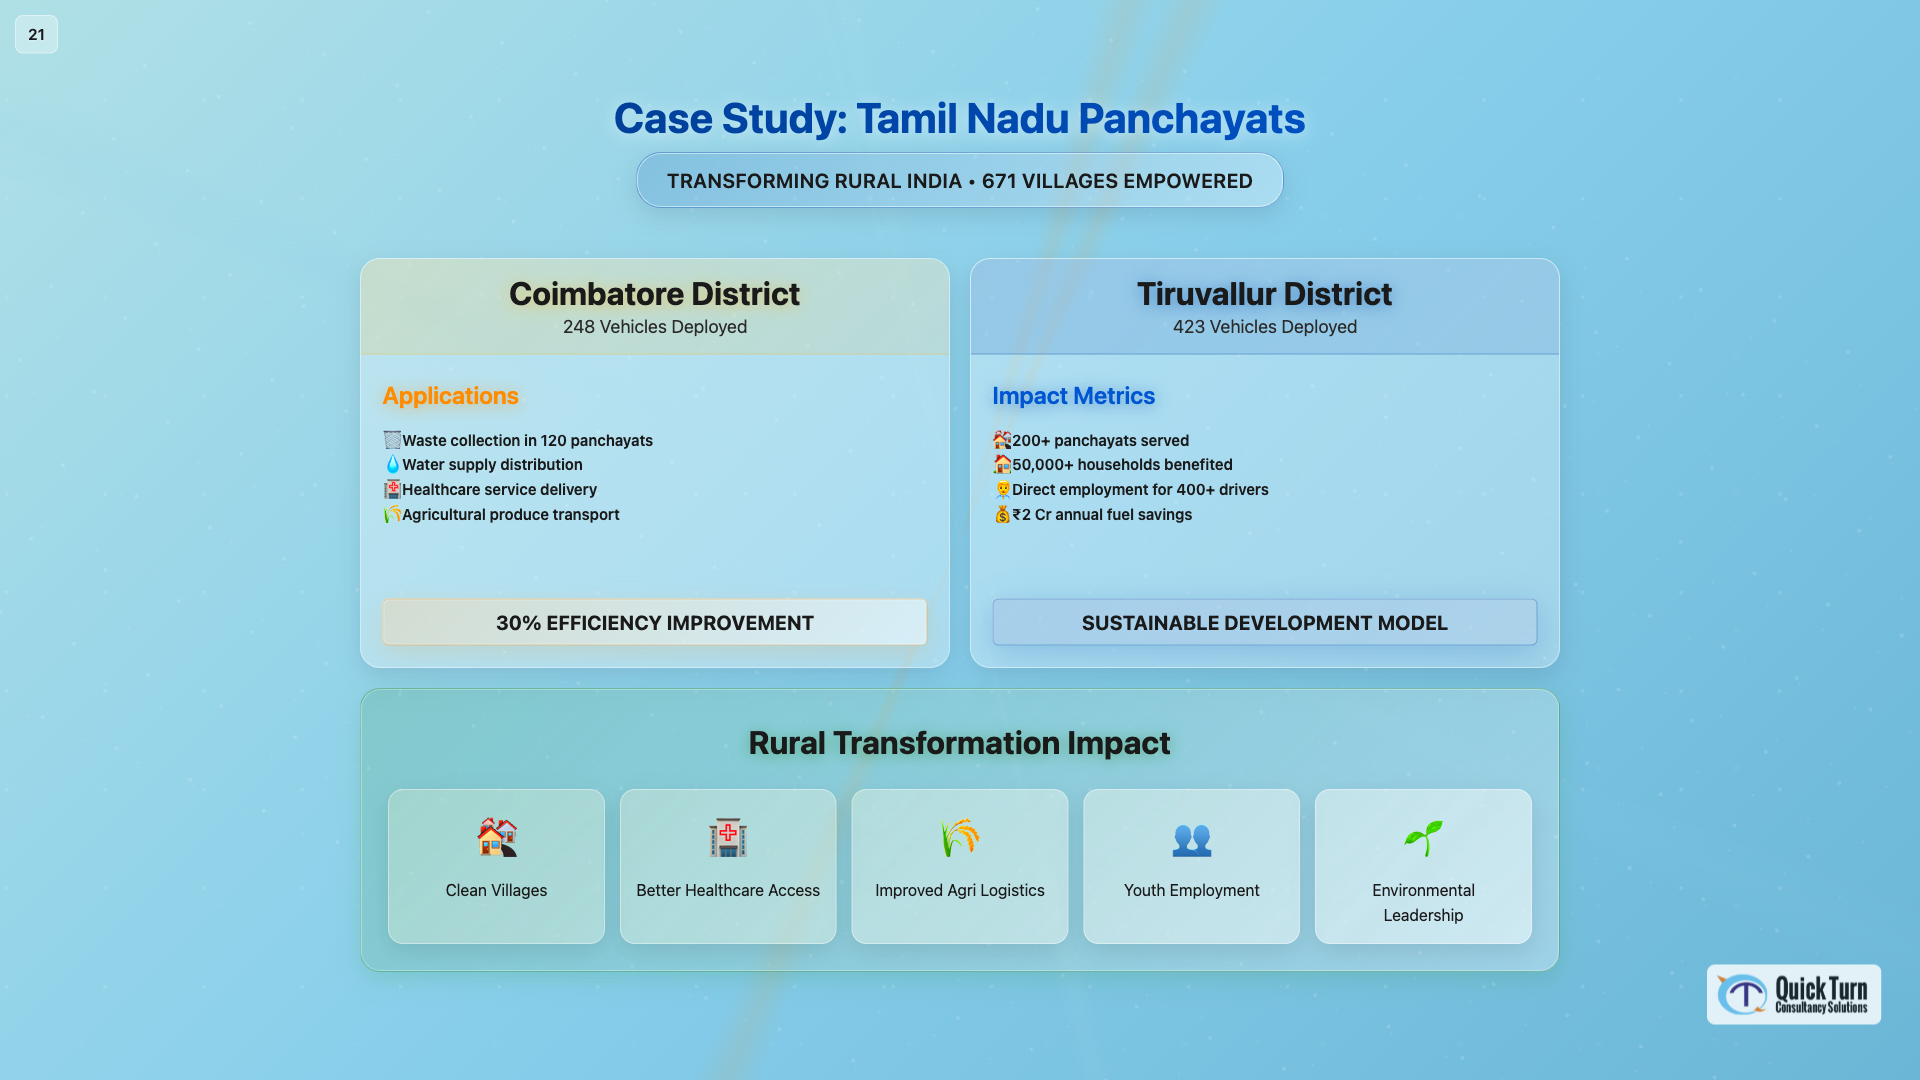 21
Case Study: Tamil Nadu Panchayats
TRANSFORMING RURAL INDIA • 671 VILLAGES EMPOWERED
Coimbatore District
248 Vehicles Deployed
Applications
Waste collection in 120 panchayats
Water supply distribution
Healthcare service delivery
Agricultural produce transport
30% EFFICIENCY IMPROVEMENT
Tiruvallur District
423 Vehicles Deployed
Impact Metrics
200+ panchayats served
50,000+ households benefited
Direct employment for 400+ drivers
₹2 Cr annual fuel savings
SUSTAINABLE DEVELOPMENT MODEL
Rural Transformation Impact
Clean Villages
Better Healthcare Access
Improved Agri Logistics
Youth Employment
Environmental
Leadership
Quick Turn
Consultancy Solutions